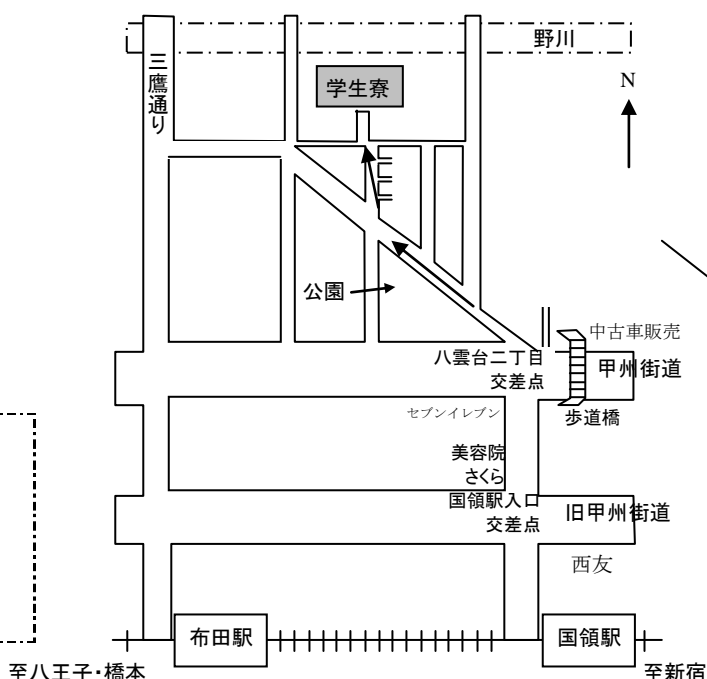 野川
三鷹通り
学生寮
N
公園
中古車販売
八雲台二丁目
交差点
甲州街道
セブンイレブン
歩道橋
美容院
さくら
国領駅入口
交差点
旧甲州街道
西友
布田駅
国領駅
至八王子・橋本
至新宿